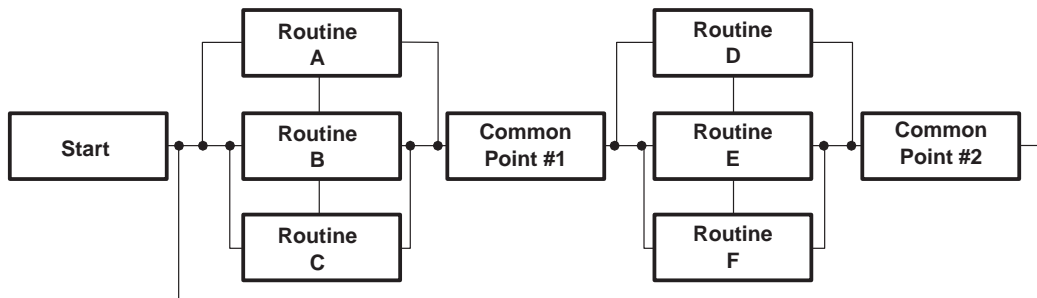 Routine
A
Routine
D
Start
Routine
B
Common
Point #1
Routine
E
Common
Point #2
Routine
C
Routine
F